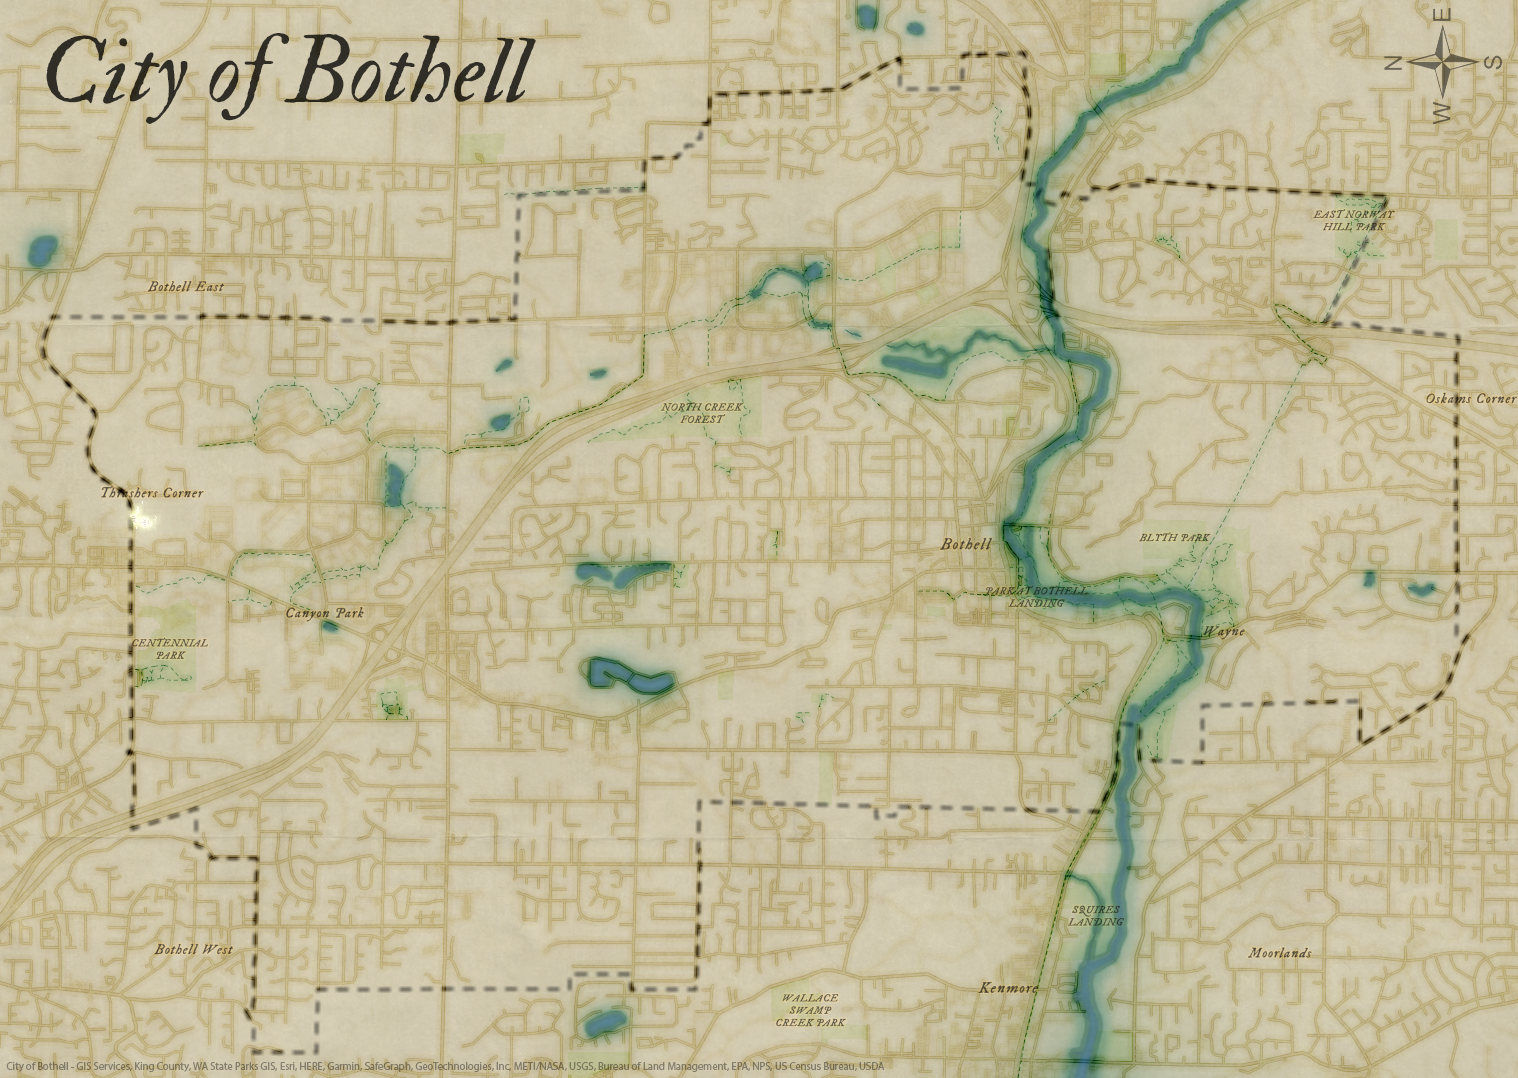 City of Bothell
E
N
S
W
EAST NORWAY
HILL PARK
Bothell East
Oskams Corner
NORTH CREEK
FOREST
Thrashers Corner
BLYTH PARK
Bothell
PARK AT BOTHELL
LANDING
Canyon Park
Wayne
CENTENNIAL
PARK
SQUIRES
LANDING
Bothell West
Moorlands
Kenmore
WALLACE
SWAMP
CREEK PARK
City of Bothell - GIS Services, King County, WA State Parks GIS, Esri, HERE, Garmin, SafeGraph, GeoTechnologies, Inc, METI/NASA, USGS, Bureau of Land Management, EPA, NPS, US Census Bureau, USDA